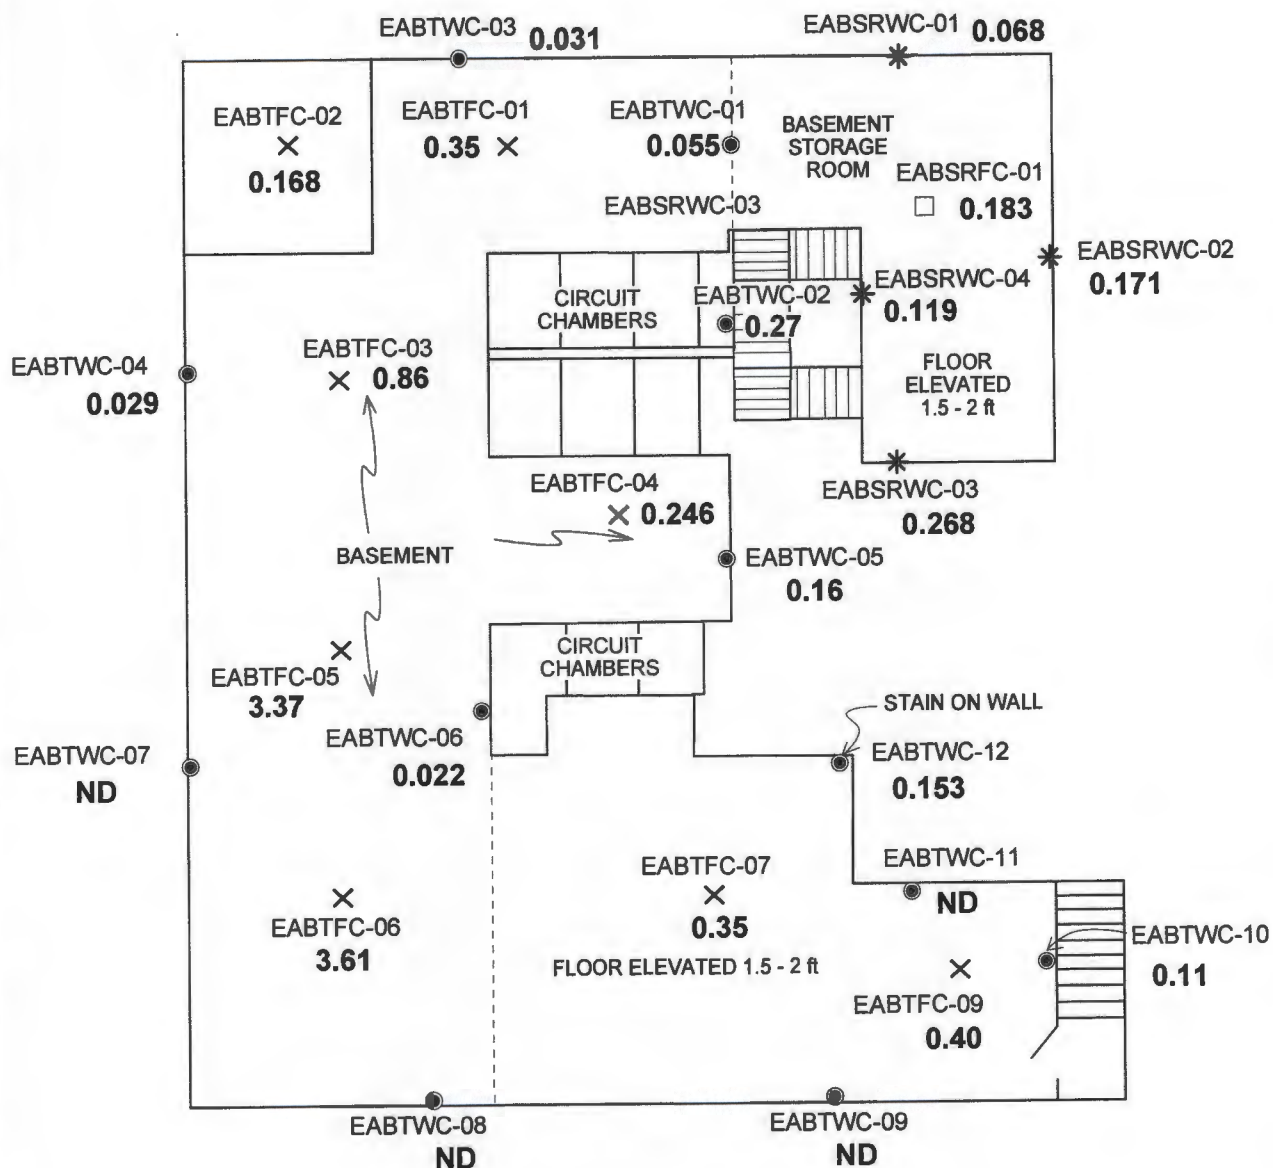 EABTWC-03 0.031
EABSRWC-01 0.068
EABTFC-02
0.168
EABTFC-01
0.35
EABTWC-01
0.055
BASEMENT
STORAGE
ROOM
EABSRFC-01
0.183
EABSRWC-03
EABSRWC-02
0.171
CIRCUIT
CHAMBERS
EABTWC-02
0.27
EABSRWC-04
0.119
EABTWC-04
0.029
EABTFC-03
0.86
FLOOR
ELEVATED
1.5 - 2 ft
EABTFC-04
0.246
EABSRWC-03
0.268
BASEMENT
EABTWC-05
0.16
CIRCUIT
CHAMBERS
EABTFC-05
3.37
EABTWC-06
0.022
STAIN ON WALL
EABTWC-07
ND
EABTWC-12
0.153
EABTFC-07
0.35
FLOOR ELEVATED 1.5 - 2 ft
EABTWC-11
ND
EABTFC-06
3.61
EABTWC-10
0.11
EABTFC-09
0.40
EABTWC-08
ND
EABTWC-09
ND